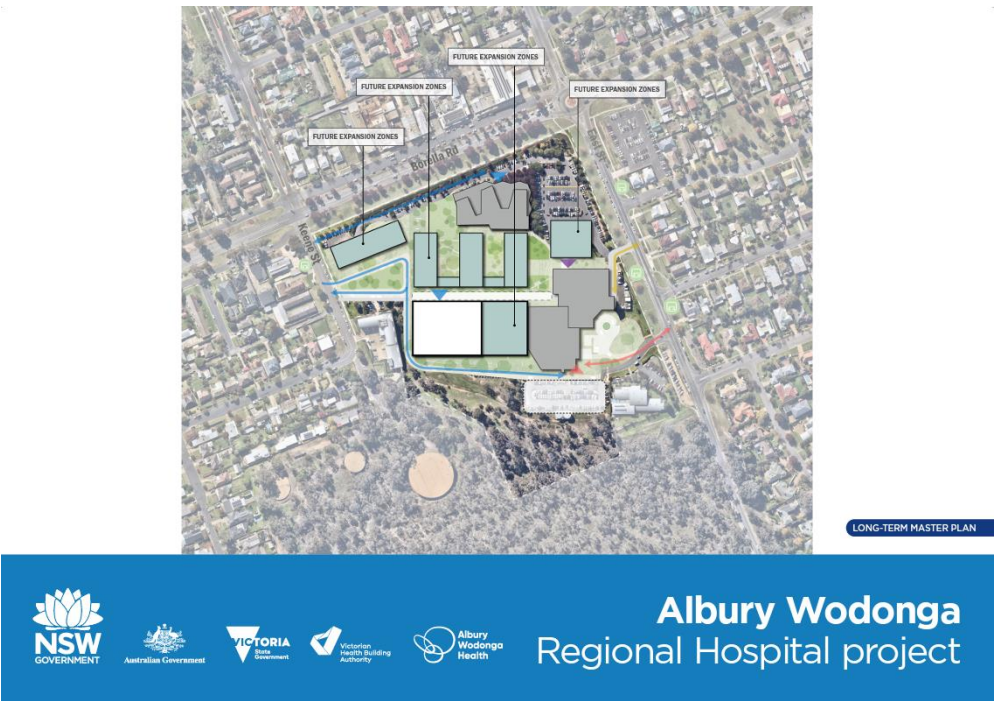 FUTURE EXPANSION ZONES
FUTURE EXPANSION ZONES
FUTURE EXPANSION ZONES
FUTURE EXPANSION ZONES
Borella Rd
Keene St
LONG-TERM MASTER PLAN
NSW
GOVERNMENT
Australian Government
VICTORIA
State
Government
Victorian
Health Building
Authority
Albury
Wodonga
Health
Albury Wodonga
Regional Hospital project